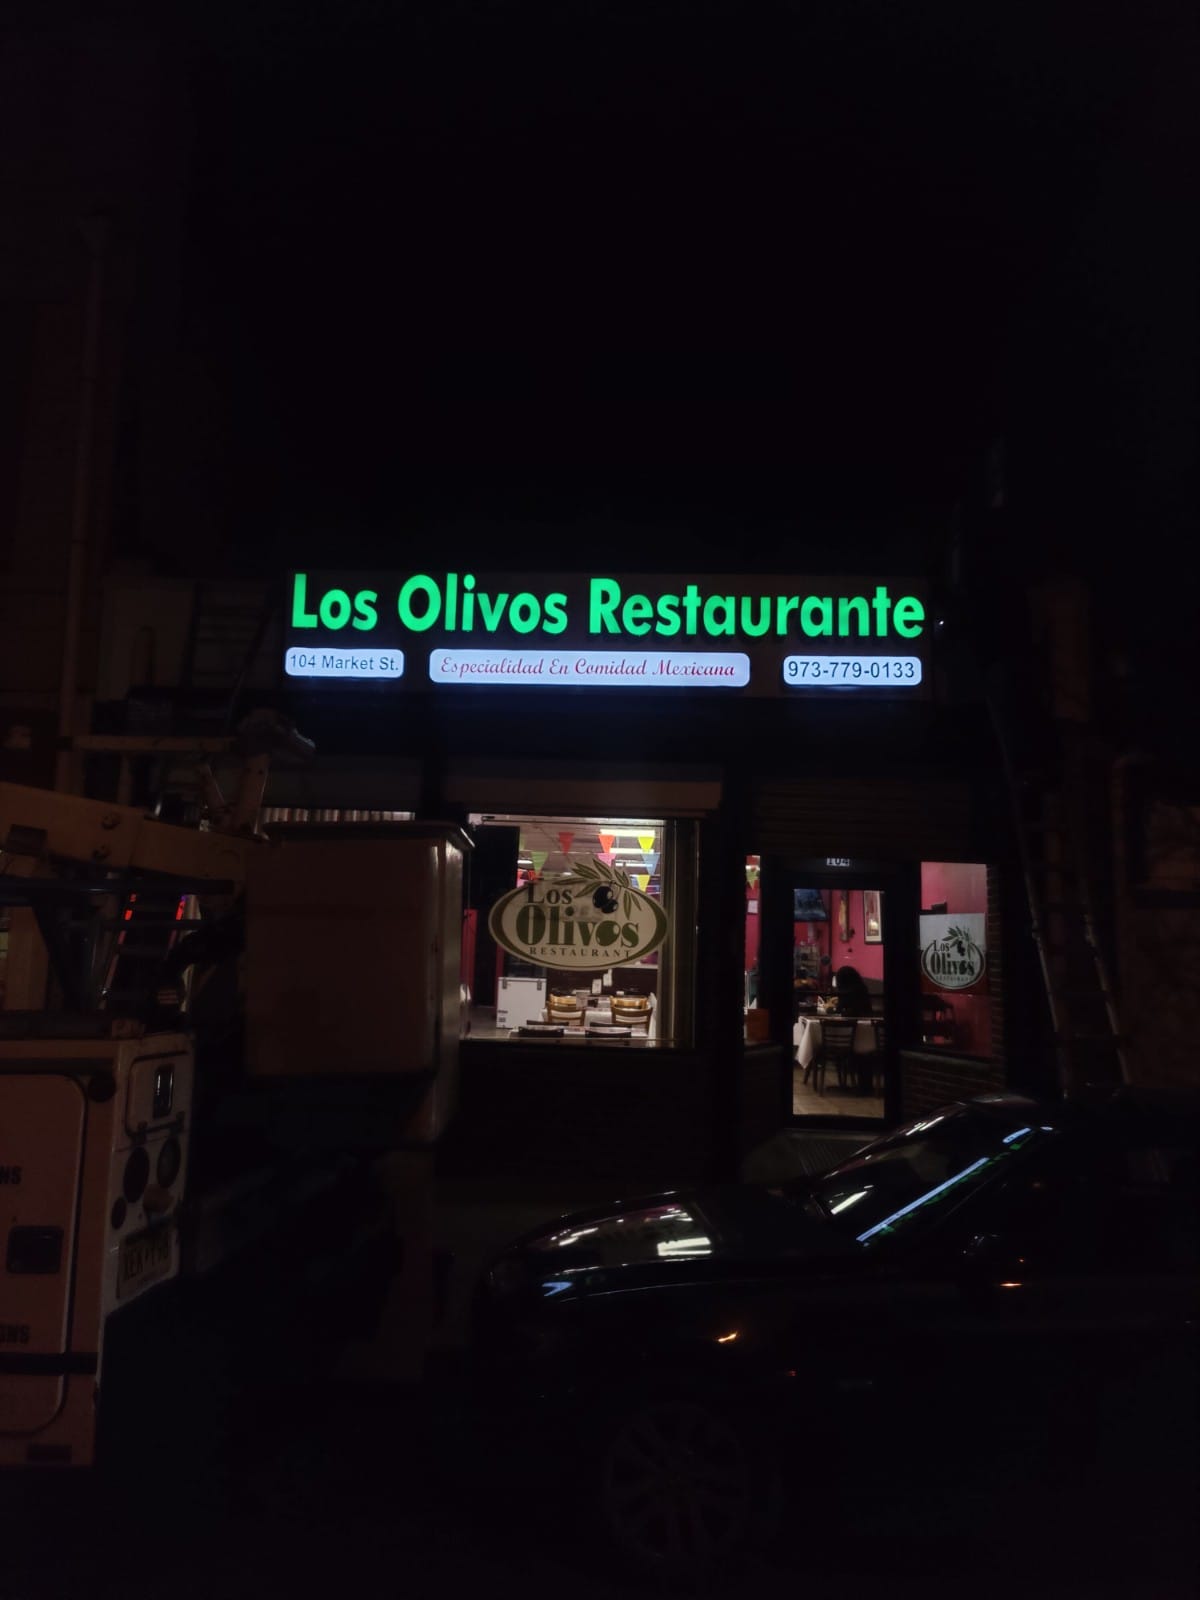 Los Olivos Restaurante
104 Market St.
Especialidad En Comidad Mexicana
973-779-0133
104
Los
Olivos
RESTAURANT
Los
Olivos
RESTAURANT